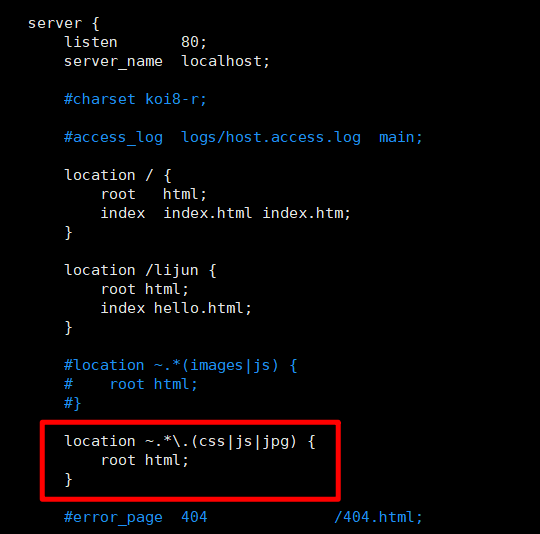 server {
    listen       80;
    server_name  localhost;
    #charset koi8-r;
    #access_log  logs/host.access.log  main;
    location / {
        root   html;
        index  index.html index.htm;
    }
    location /lijun {
        root html;
        index hello.html;
    }
    #location ~.*(images|js) {
    #    root html;
    #}
    location ~.*\.(css|js|jpg) {
        root html;
    }
    #error_page  404              /404.html;